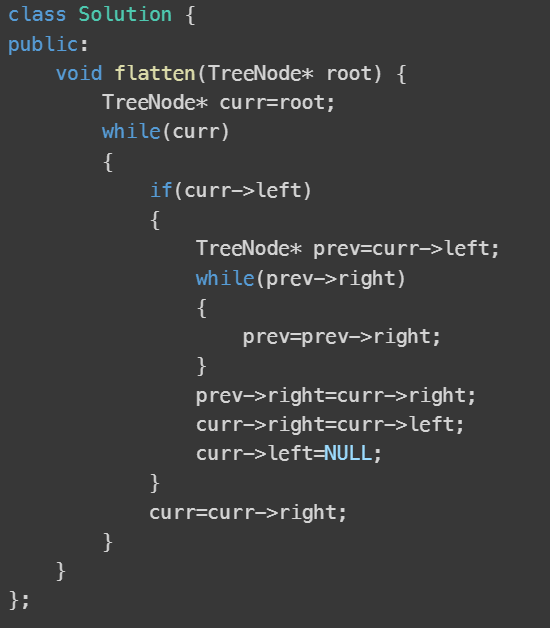 class Solution {
public:
    void flatten(TreeNode* root) {
        TreeNode* curr=root;
        while(curr)
        {
            if(curr->left)
            {
                TreeNode* prev=curr->left;
                while(prev->right)
                {
                    prev=prev->right;
                }
                prev->right=curr->right;
                curr->right=curr->left;
                curr->left=NULL;
            }
            curr=curr->right;
        }
    }
};